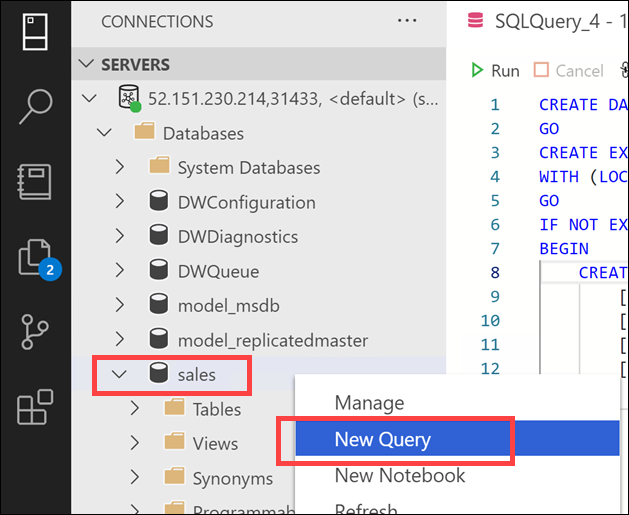 CONNECTIONS ...
SERVERS
52.151.230.214,31433, <default> (s...
Databases
System Databases
DWConfiguration
DWDiagnostics
DWQueue
model_msdb
model_replicatedmaster
sales
Tables
Views
Synonyms
Programmab
2
Manage
New Query
New Notebook
Refresh
SQLQuery_4 - 1
Run Cancel
1 CREATE DA
2 GO
3 CREATE EX
4 WITH (LOC
5 GO
6 IF NOT EX
7 BEGIN
8 CREAT
9 [
10 [
11 [
12 [